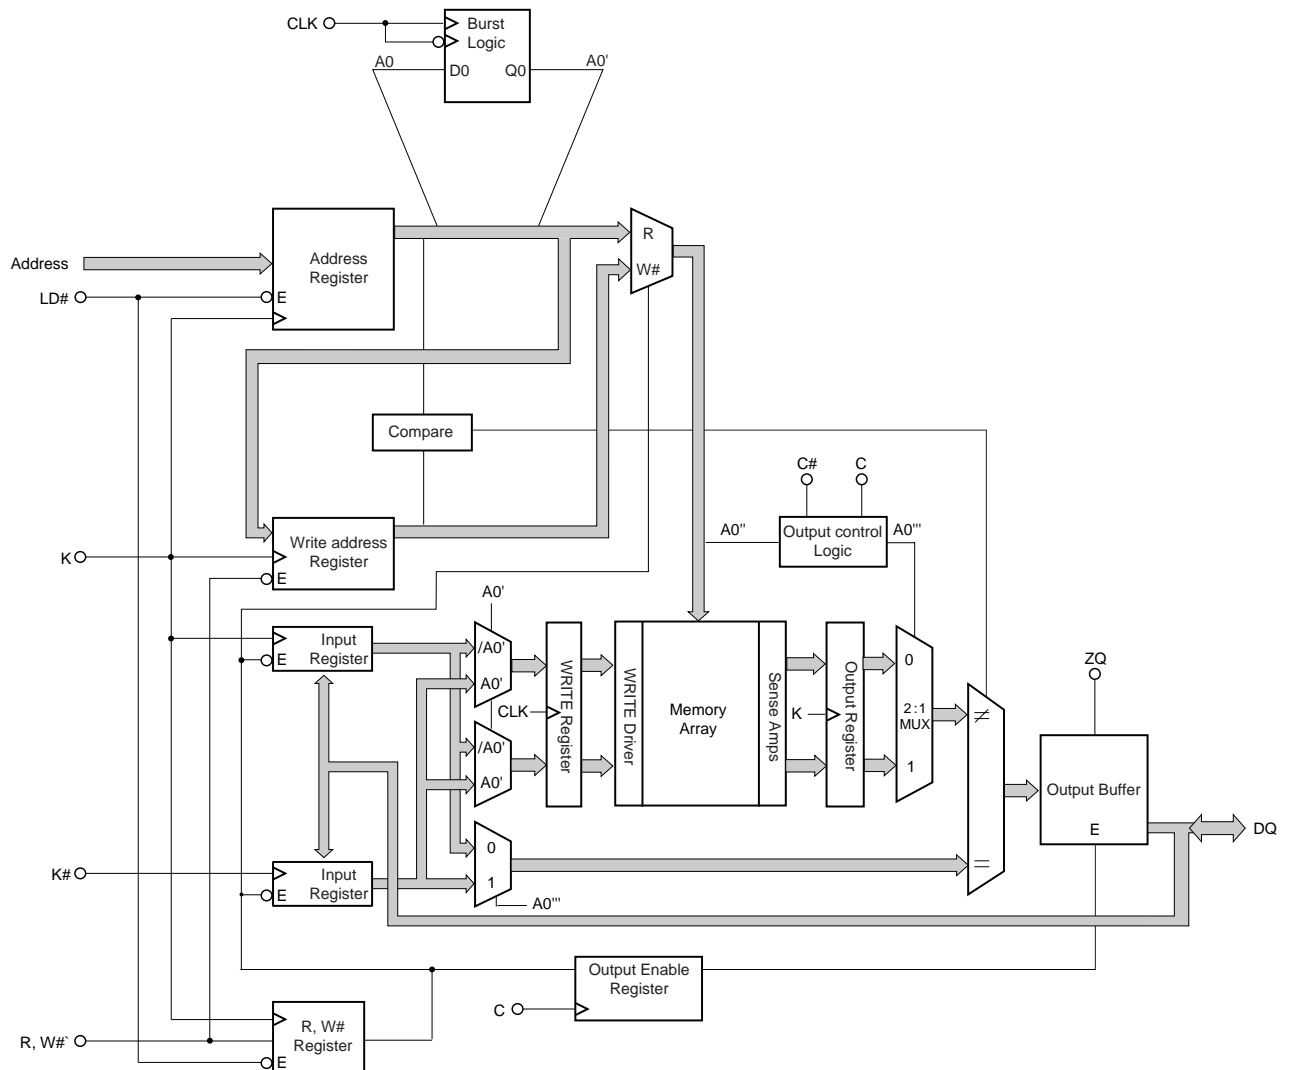 CLK
Burst
Logic
A0
D0
Q0
A0'
Address
Address
Register
LD#
E
R
W#
Compare
C#
C
Write address
Register
K
E
A0''
Output control
Logic
A0'''
A0'
Input
Register
E
/A0'
A0'
CLK
/A0'
A0'
WRITE Register
WRITE Driver
Memory
Array
Sense Amps
K
Output Register
0
2:1
MUX
1
≠
=
ZQ
Output Buffer
E
DQ
K#
Input
Register
E
0
1
A0'''
Output Enable
Register
C
R, W#`
R, W#
Register
E